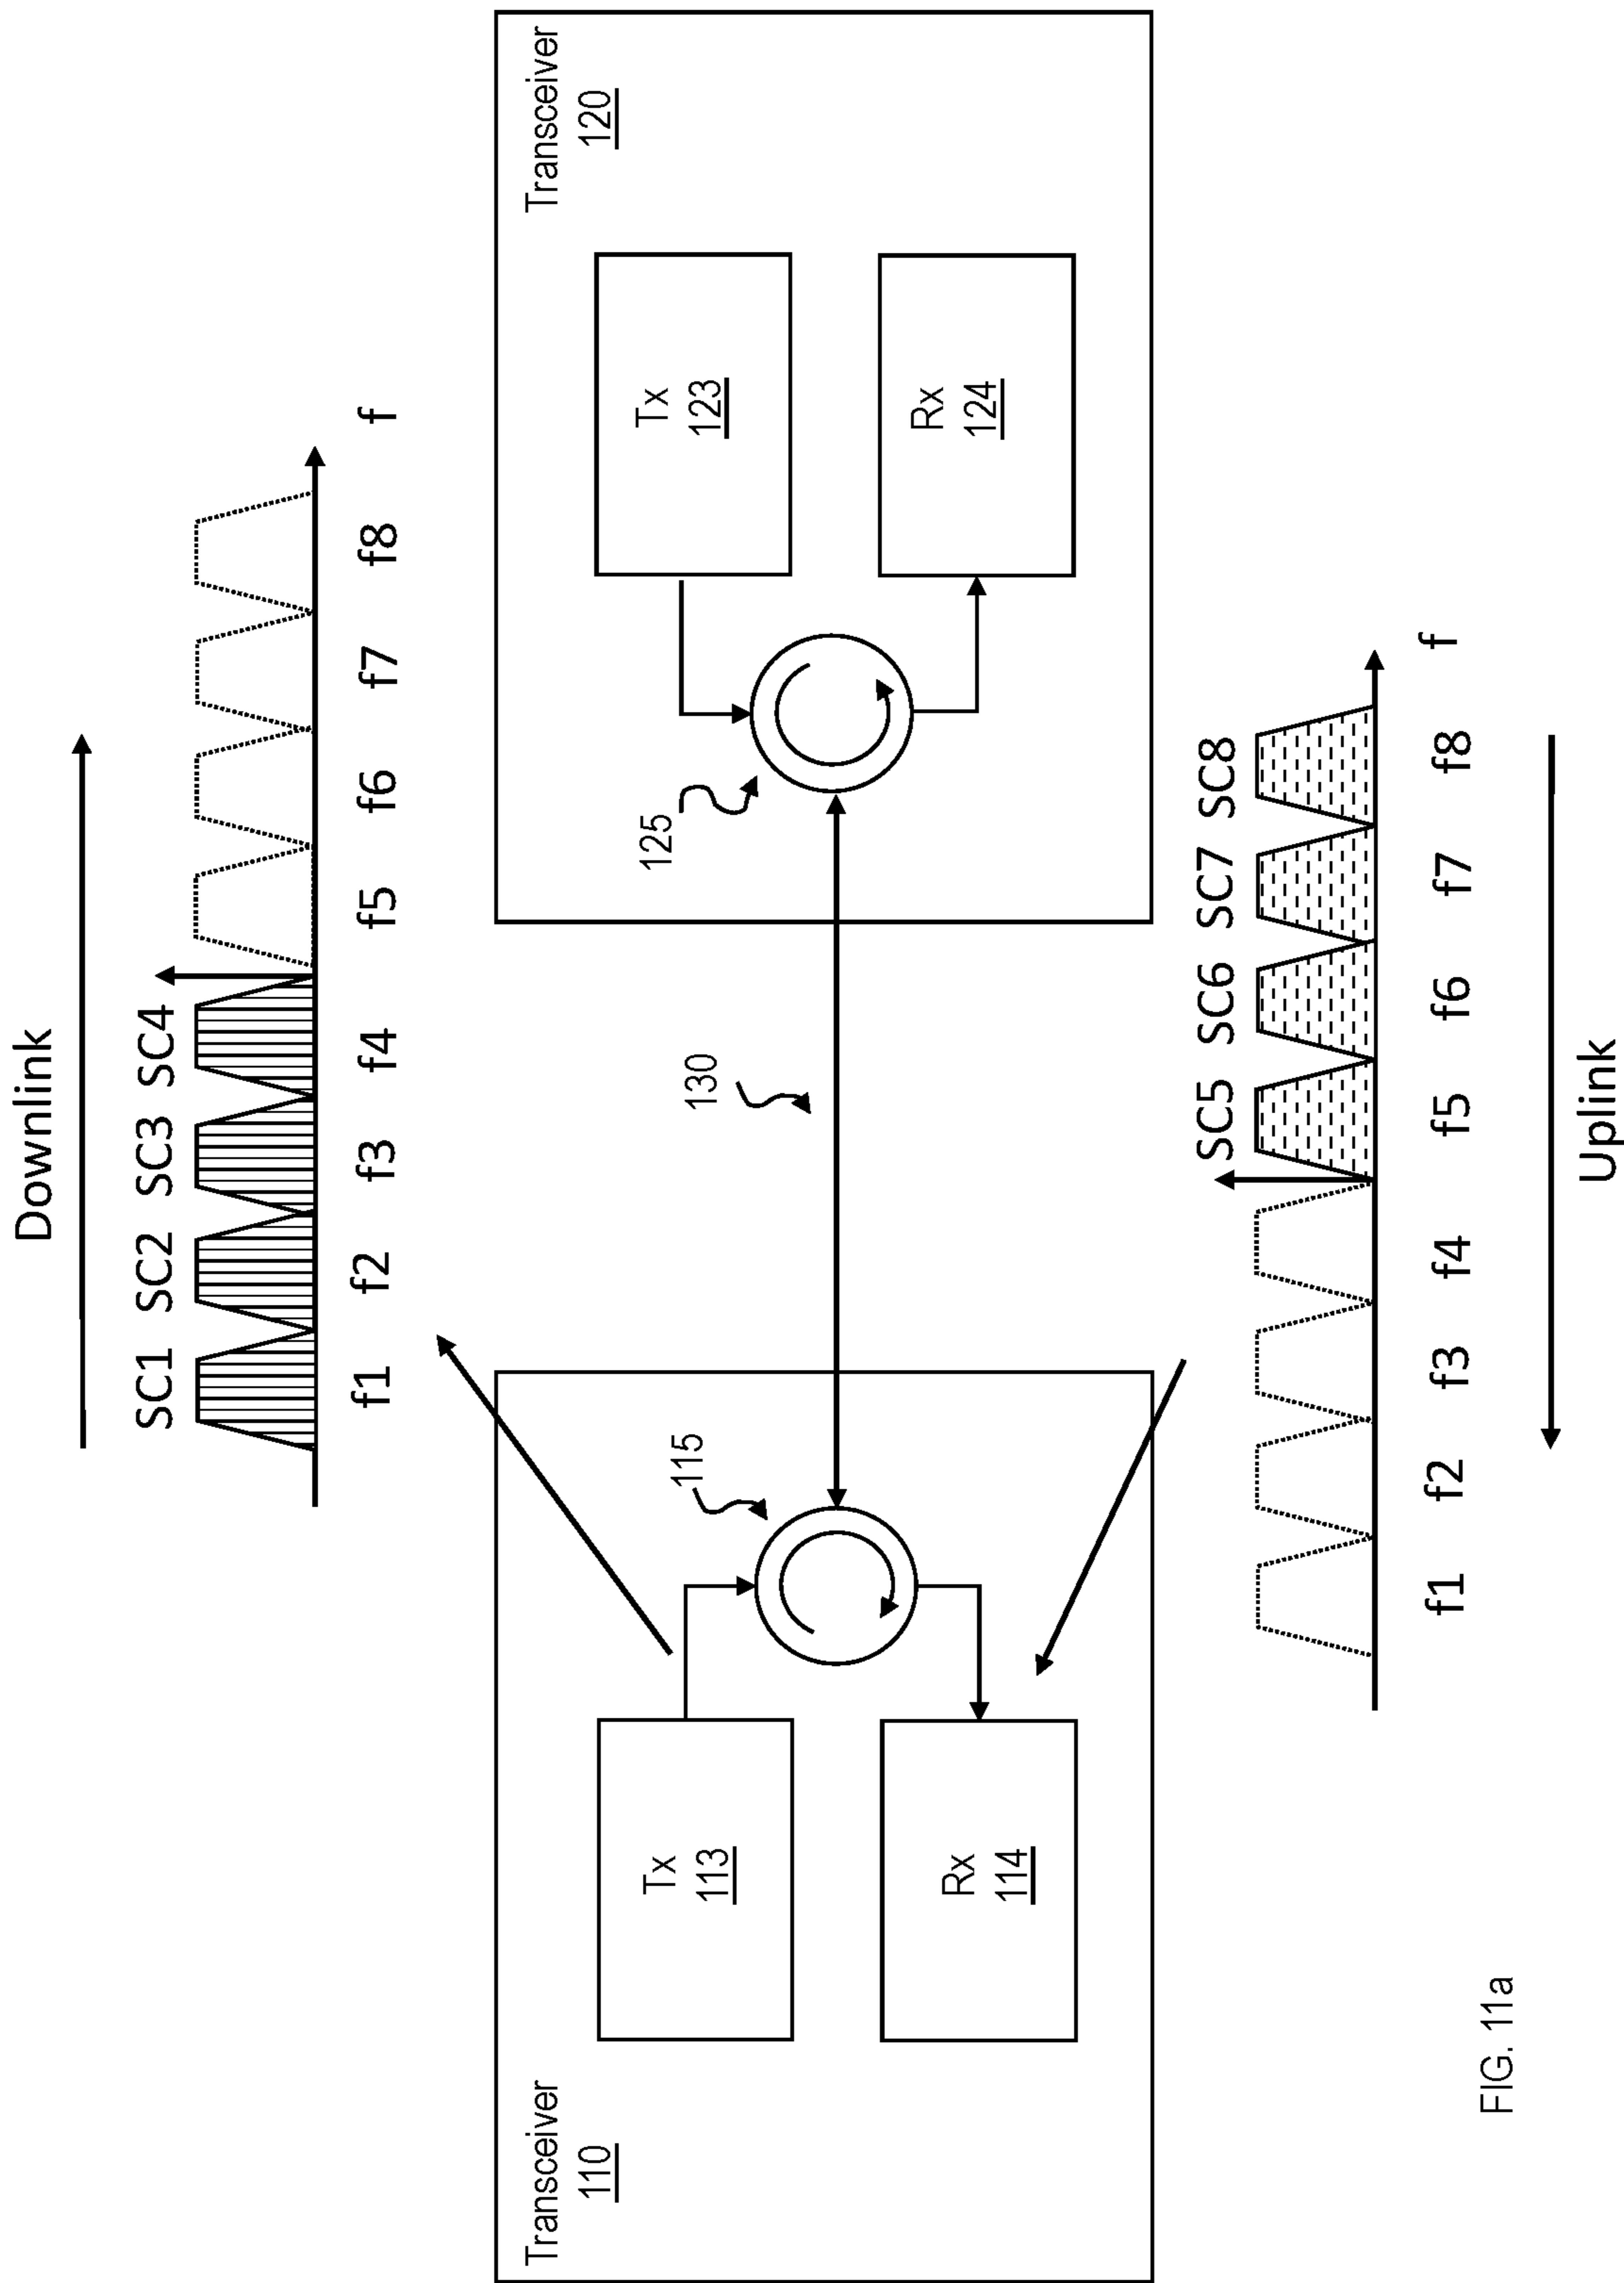 Downlink
SC1 SC2 SC3 SC4
f1 f2 f3 f4 f5 f6 f7 f8 f
Transceiver
110
Tx
113
Rx
114
115
130
125
Transceiver
120
Tx
123
Rx
124
SC5 SC6 SC7 SC8
f1 f2 f3 f4 f5 f6 f7 f8 f
Uplink
FIG. 11a